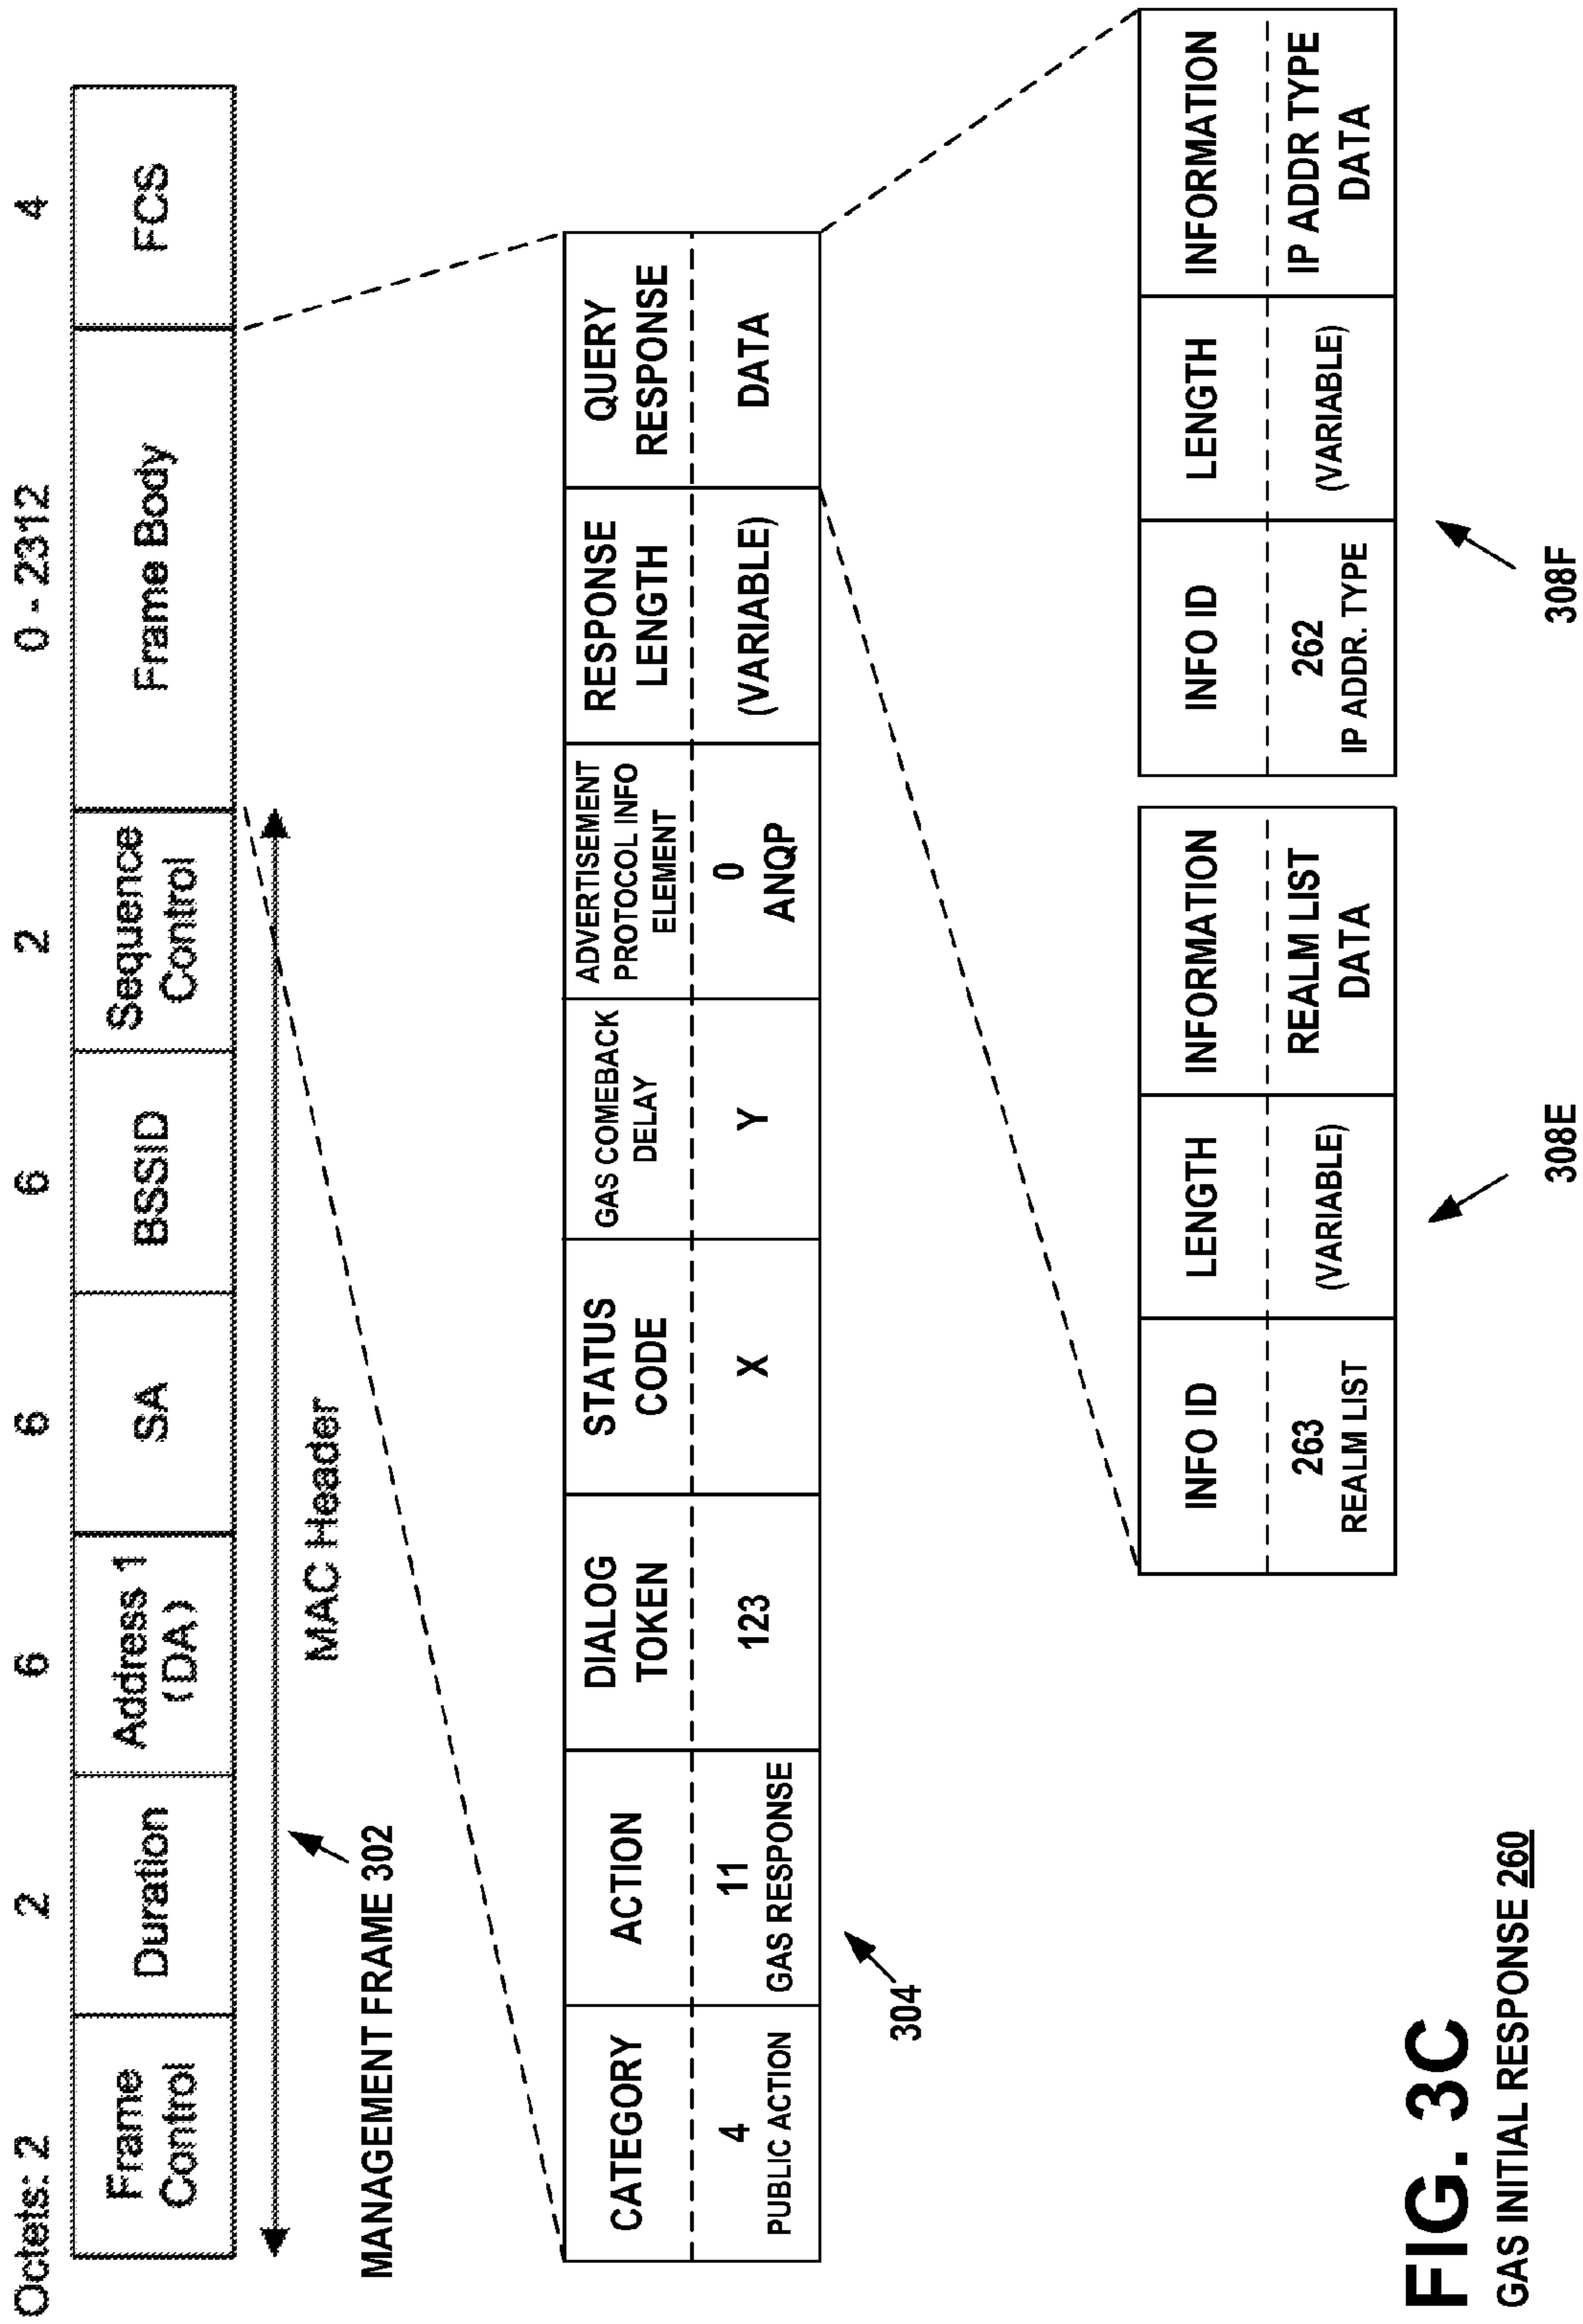 Octets: 2
2
6
6
6
2
0 - 2312
4
Frame
Control
Duration
Address 1
(DA)
SA
BSSID
Sequence
Control
Frame Body
FCS
MAC Header
MANAGEMENT FRAME 302
CATEGORY
4
PUBLIC ACTION
ACTION
11
GAS RESPONSE
DIALOG
TOKEN
123
STATUS
CODE
X
GAS COMEBACK
DELAY
Y
ADVERTISEMENT
PROTOCOL INFO
ELEMENT
0
ANQP
RESPONSE
LENGTH
(VARIABLE)
QUERY
RESPONSE
DATA
304
INFO ID
263
REALM LIST
LENGTH
(VARIABLE)
INFORMATION
REALM LIST
DATA
308E
INFO ID
262
IP ADDR. TYPE
LENGTH
(VARIABLE)
INFORMATION
IP ADDR TYPE
DATA
308F
FIG. 3C
GAS INITIAL RESPONSE 260